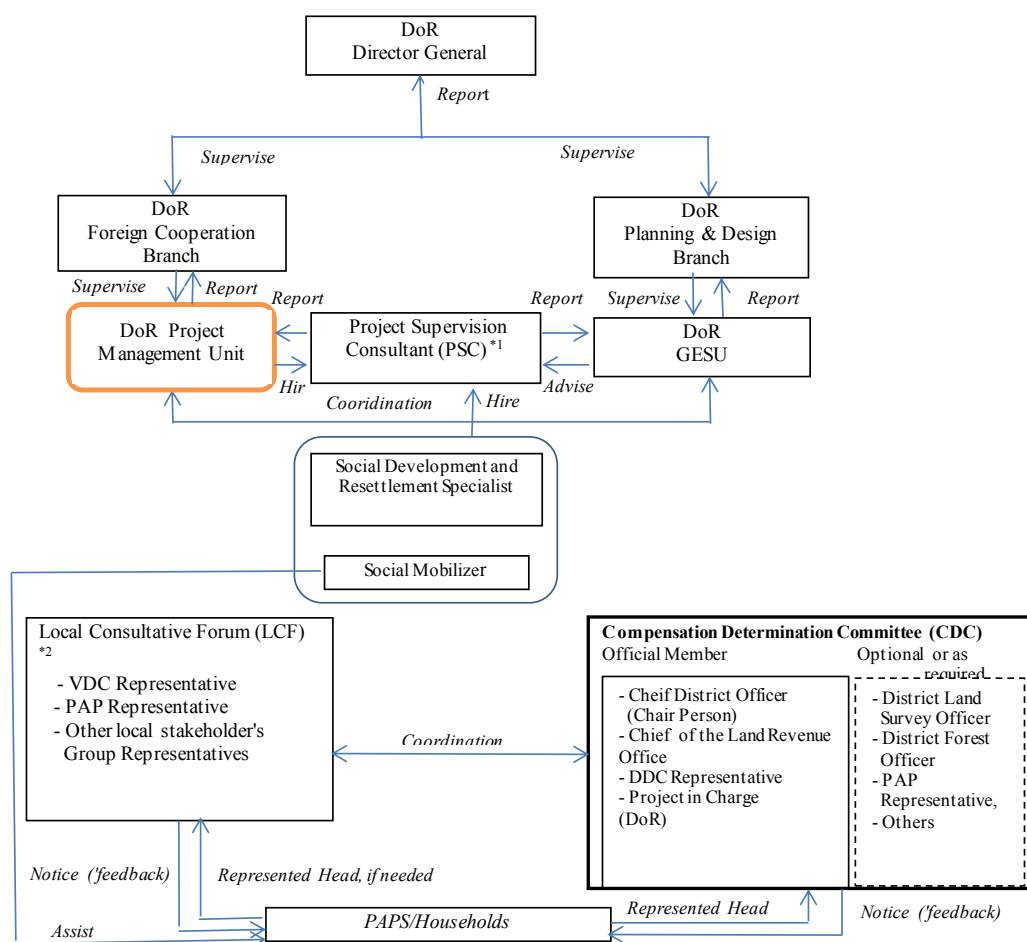 DoR
Director General
Report
Supervise
Supervise
DoR
Foreign Cooperation
Branch
DoR
Planning & Design
Branch
Supervise
Report
Report
Report
Supervise
Report
DoR Project
Management Unit
Project Supervision
Consultant (PSC) *1
DoR
GESU
Hir
Advise
Cooridination
Hire
Social Development and
Resettlement Specialist
Social Mobilizer
Local Consultative Forum (LCF)
*2
- VDC Representative
- PAP Representative
- Other local stakeholder's
Group Representatives
Coordination
Compensation Determination Committee (CDC)
Official Member
Optional or as
required
- Cheif District Officer
(Chair Person)
- Chief of the Land Revenue
Office
- DDC Representative
- Project in Charge
(DoR)
- District Land
Survey Officer
- District Forest
Officer
- PAP
Representative,
- Others
Notice ('feedback)
Represented Head, if needed
PAPS/Households
Represented Head
Notice ('feedback)
Assist